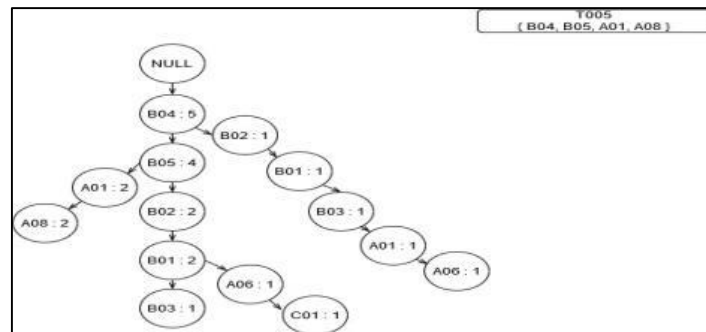 T005
{ B04, B05, A01, A08 }
NULL
B04 : 5
B02 : 1
B05 : 4
B01 : 1
A01 : 2
B02 : 2
B03 : 1
A08 : 2
A01 : 1
B01 : 2
A06 : 1
A06 : 1
B03 : 1
C01 : 1